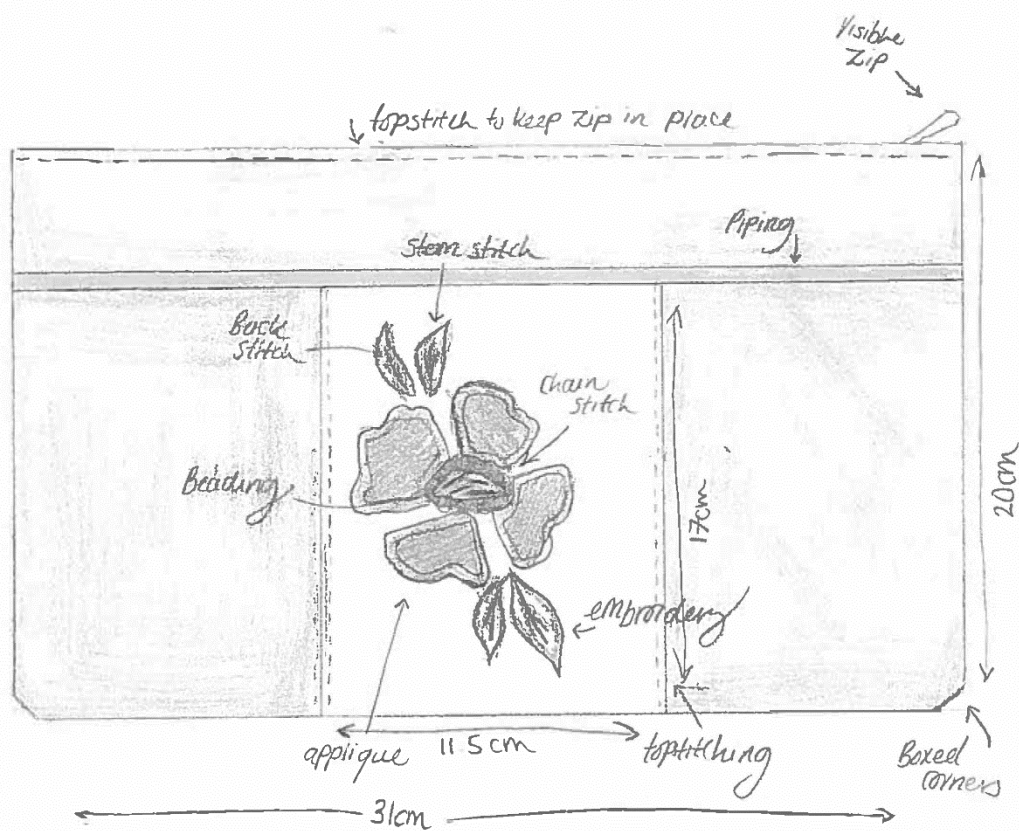 Visible
Zip
topstitch to keep zip in place
Piping
stem stitch
Back
stitch
chain
stitch
Beading
17cm
20cm
embroidery
applique
11.5cm
topstitching
Boxed
corners
31cm